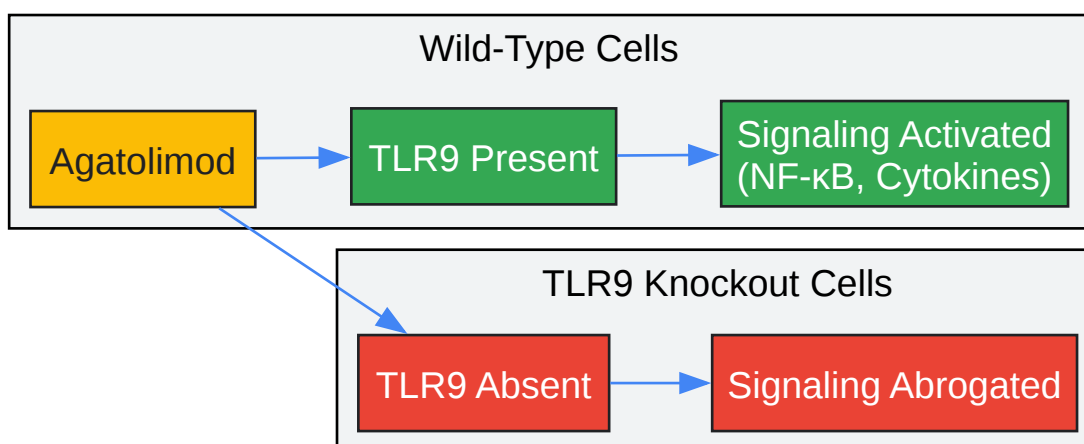 Wild-Type Cells
Agatolimod
TLR9 Present
Signaling Activated
(NF-κB, Cytokines)
TLR9 Knockout Cells
TLR9 Absent
Signaling Abrogated